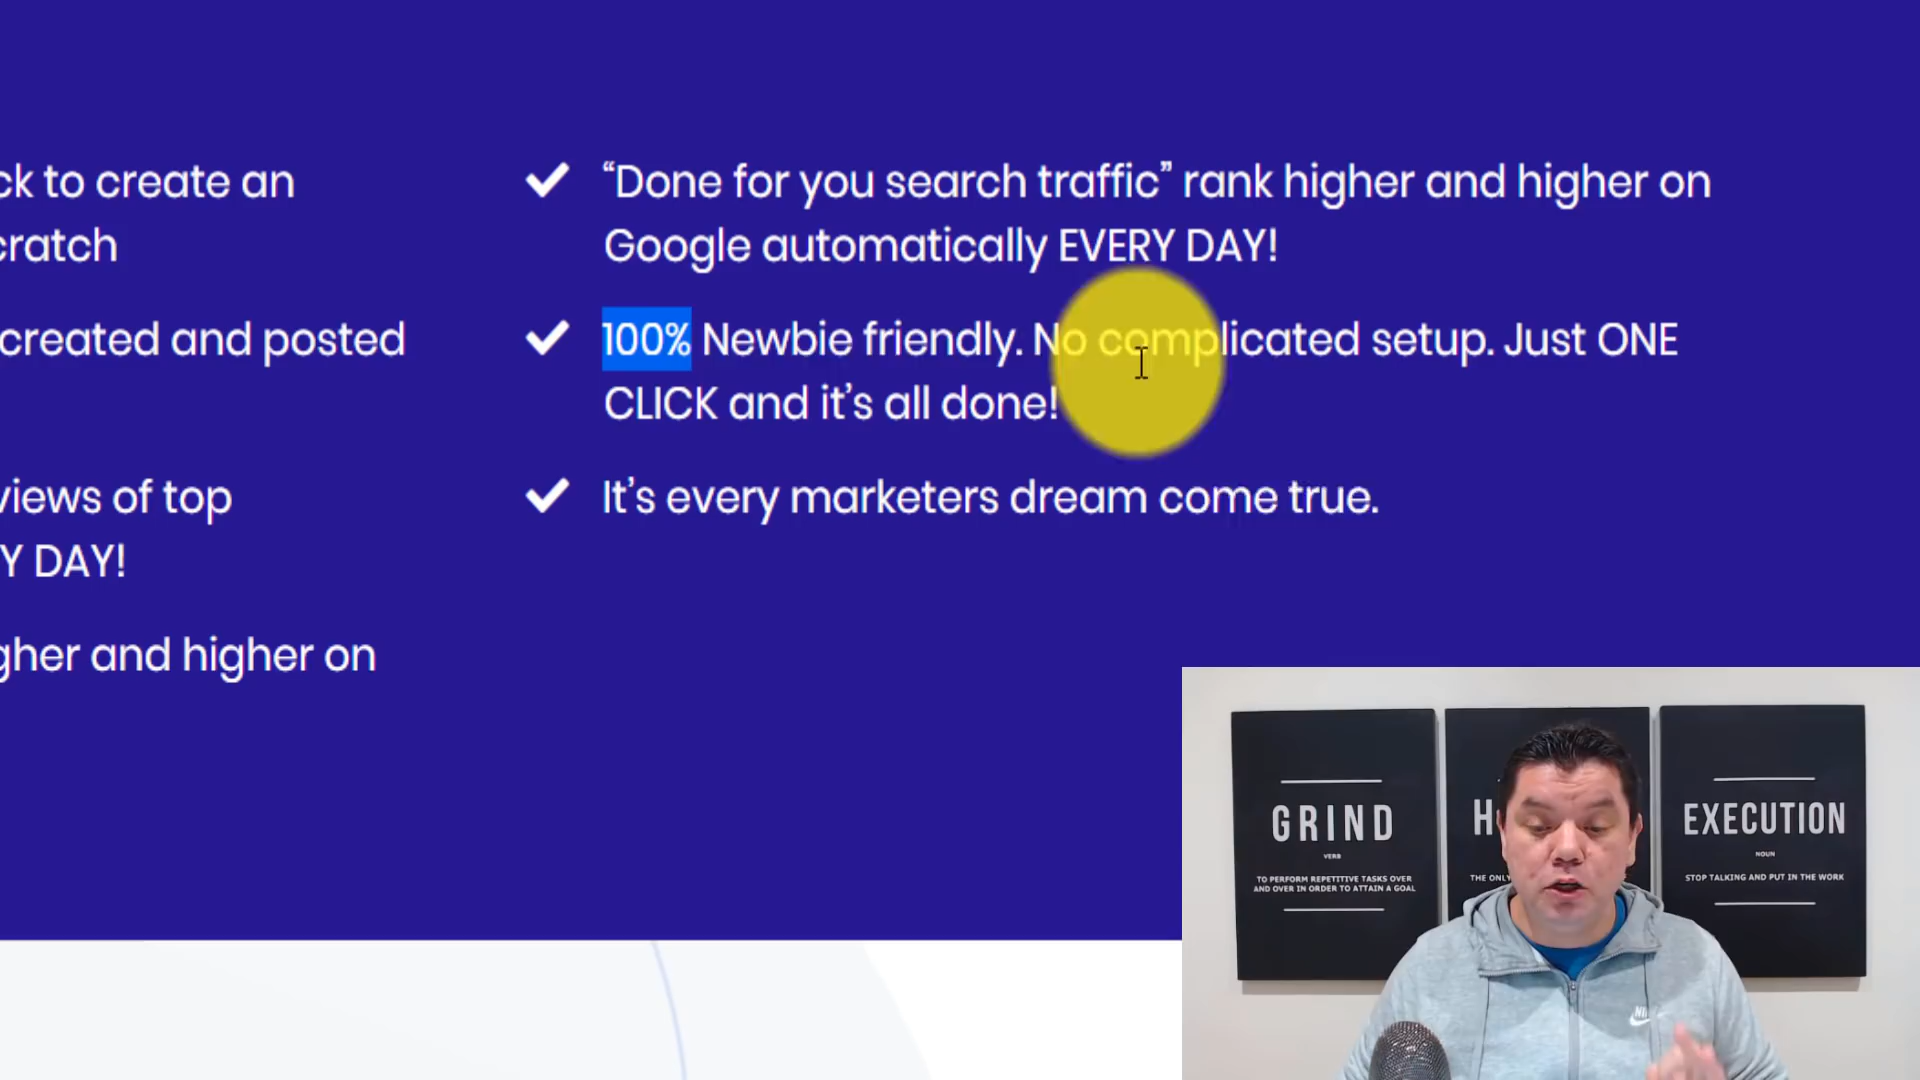 ck to create an
cratch
created and posted
views of top
Y DAY!
gher and higher on
“Done for you search traffic” rank higher and higher on
Google automatically EVERY DAY!
100% Newbie friendly. No complicated setup. Just ONE
CLICK and it’s all done!
It’s every marketers dream come true.
GRIND
VERB
TO PERFORM REPETITIVE TASKS OVER
AND OVER IN ORDER TO ATTAIN A GOAL
H
THE ONLY
EXECUTION
NOUN
STOP TALKING AND PUT IN THE WORK